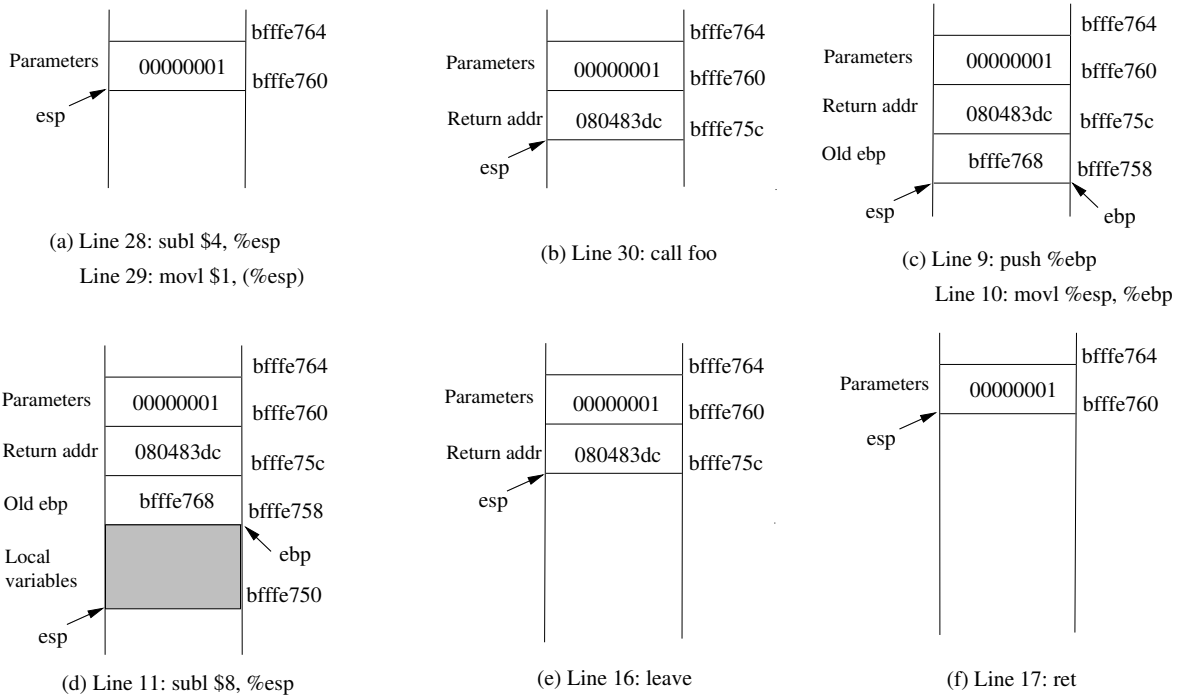 bfffe764
Parameters 00000001 bfffe760
esp
(a) Line 28: subl $4, %esp
Line 29: movl $1, (%esp)
bfffe764
Parameters 00000001 bfffe760
Return addr 080483dc bfffe75c
esp
(b) Line 30: call foo
bfffe764
Parameters 00000001 bfffe760
Return addr 080483dc bfffe75c
Old ebp bfffe768 bfffe758
esp ebp
(c) Line 9: push %ebp
Line 10: movl %esp, %ebp
bfffe764
Parameters 00000001 bfffe760
Return addr 080483dc bfffe75c
Old ebp bfffe768 bfffe758
ebp
Local
variables
bfffe750
esp
(d) Line 11: subl $8, %esp
bfffe764
Parameters 00000001 bfffe760
Return addr 080483dc bfffe75c
esp
(e) Line 16: leave
bfffe764
Parameters 00000001 bfffe760
esp
(f) Line 17: ret